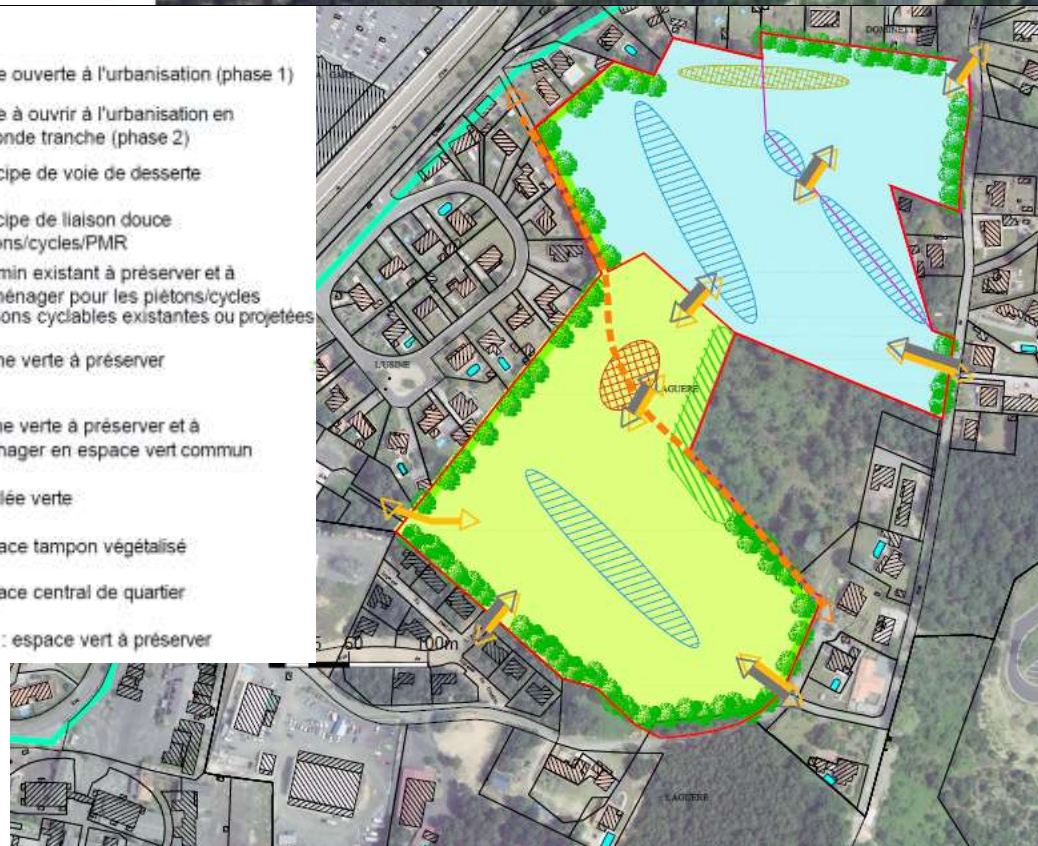 e ouverte à l'urbanisation (phase 1)
e à ouvrir à l'urbanisation en
onde tranche (phase 2)
cipe de voie de desserte
cipe de liaison douce
ons/cycles/PMR
min existant à préserver et à
ménager pour les piétons/cycles
sons cyclables existantes ou projetées
ne verte à préserver
ne verte à préserver et à
nager en espace vert commun
lée verte
ace tampon végétalisé
ace central de quartier
: espace vert à préserver
DOMINETTE
L'USINE
LAGUERE
50 100m
LAGUERE